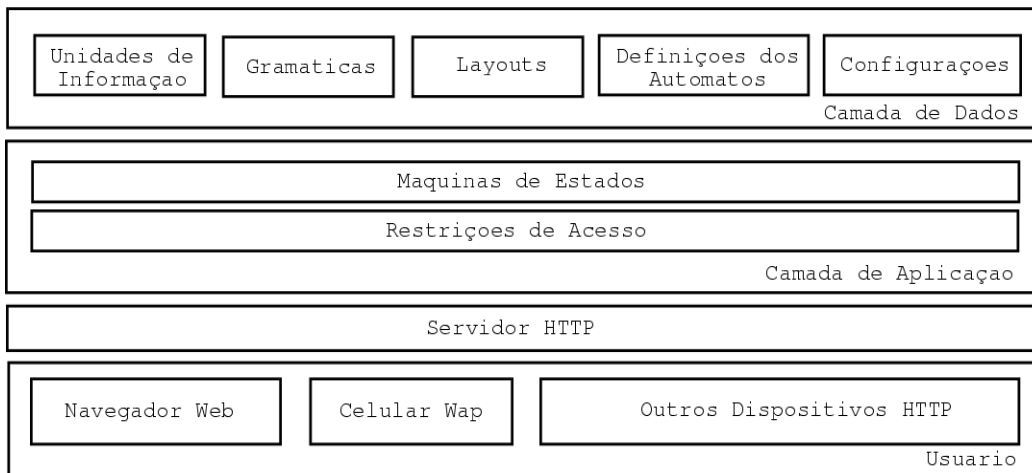 Unidades de
Informaçao
Gramaticas
Layouts
Definiçoes dos
Automatos
Configuraçoes
Camada de Dados
Maquinas de Estados
Restriçoes de Acesso
Camada de Aplicaçao
Servidor HTTP
Navegador Web
Celular Wap
Outros Dispositivos HTTP
Usuario